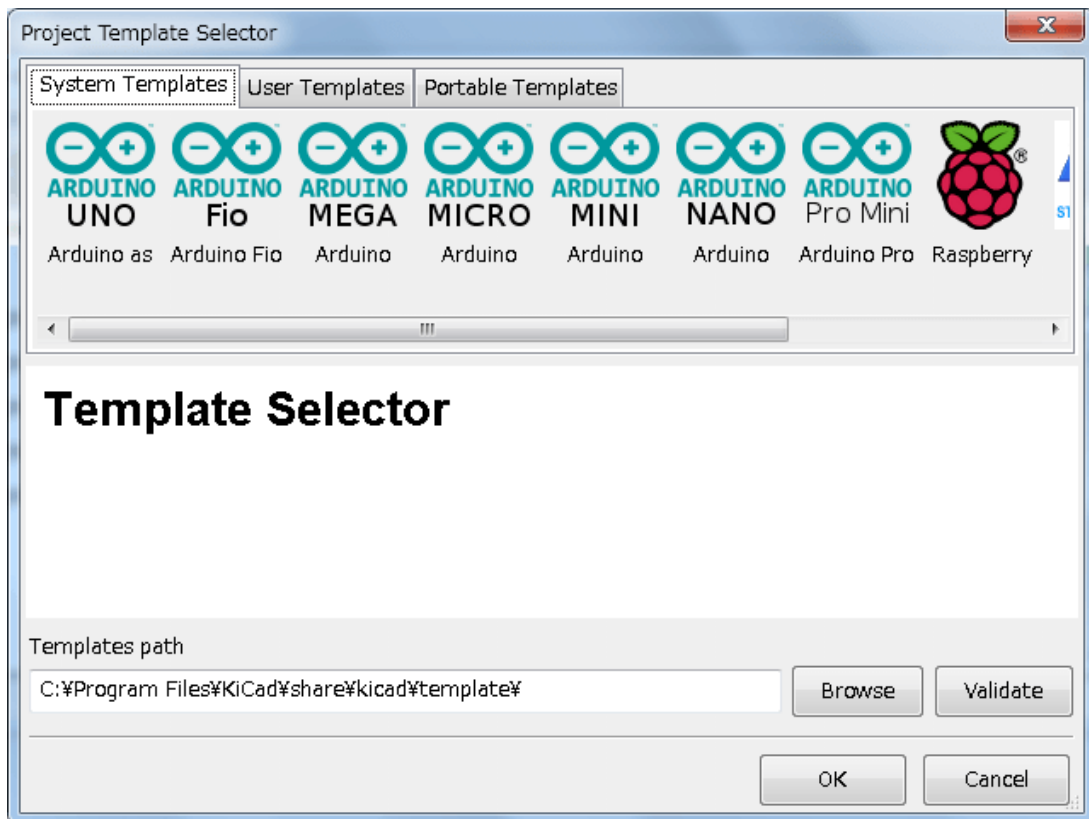 Project Template Selector
System Templates User Templates Portable Templates
ARDUINO ARDUINO ARDUINO ARDUINO ARDUINO ARDUINO ARDUINO ®
UNO Fio MEGA MICRO MINI NANO Pro Mini ST
Arduino as Arduino Fio Arduino Arduino Arduino Arduino Arduino Pro Raspberry
Template Selector
Templates path
C:¥Program Files¥KiCad¥share¥kicad¥template¥ Browse Validate
OK Cancel